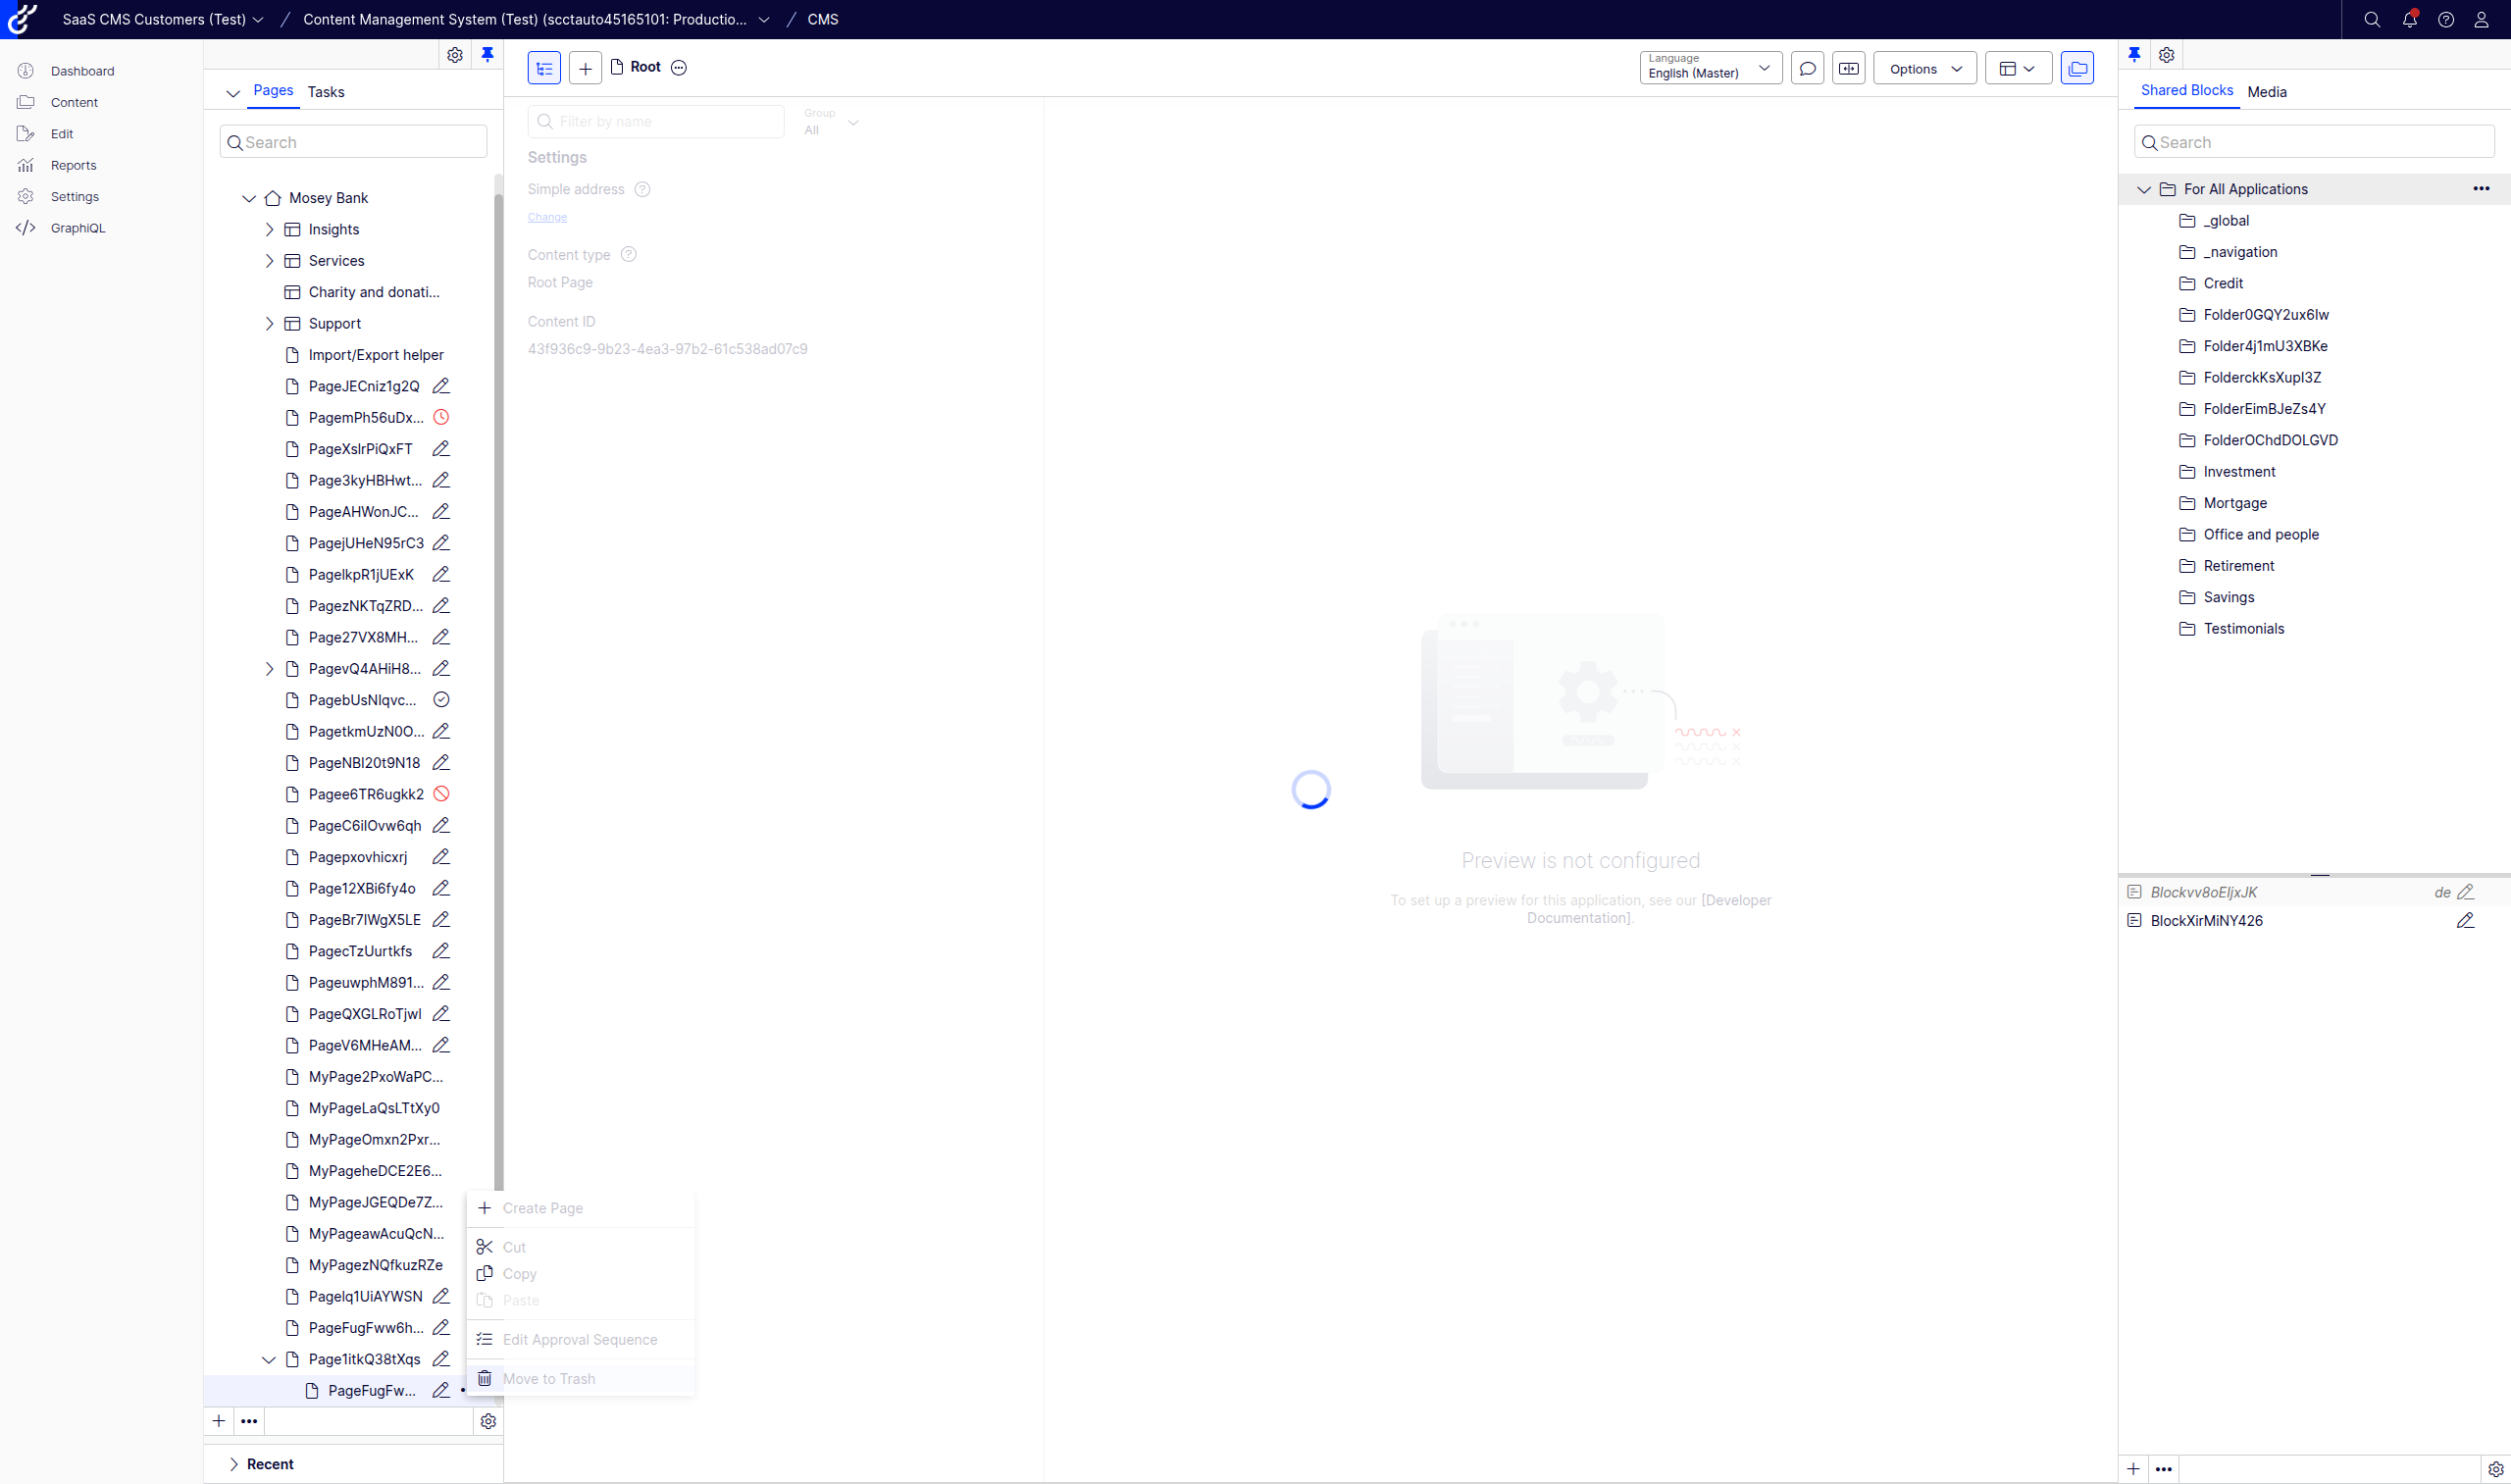 SaaS CMS Customers (Test) / Content Management System (Test) (scctauto45165101: Productio... / CMS
Dashboard
Content
Edit
Reports
Settings
GraphiQL
Pages Tasks
Search
Mosey Bank
Insights
Services
Charity and donati...
Support
Import/Export helper
PageJECniz1g2Q
PagemPh56uDx...
PageXslrPiQxFT
Page3kyHBHwt...
PageAHWonJC...
PagejUHeN95rC3
PageIkpR1jUExK
PagezNKTqZRD...
Page27VX8MH...
PagevQ4AHiH8...
PagebUsNIqvc...
PagetkmUzN0O...
PageNBI20t9N18
Pagee6TR6ugkk2
PageC6ilOvw6qh
Pagepxovhicxrj
Page12XBi6fy4o
PageBr7IWgX5LE
PagecTzUurtkfs
PageuwphM891...
PageQXGLRoTjwl
PageV6MHeAM...
MyPage2PxoWaPC...
MyPageLaQsLTtXy0
MyPageOmxn2Pxr...
MyPageheDCE2E6...
MyPageJGEQDe7Z...
MyPageawAcuQcN...
MyPagezNQfkuzRZe
PageIq1UiAYWSN
PageFugFww6h...
Page1itkQ38tXqs
PageFugFw...
Recent
Create Page
Cut
Copy
Paste
Edit Approval Sequence
Move to Trash
Root
Language
English (Master)
Options
Filter by name
Group
All
Settings
Simple address
Change
Content type
Root Page
Content ID
43f936c9-9b23-4ea3-97b2-61c538ad07c9
Preview is not configured
To set up a preview for this application, see our [Developer
Documentation].
Shared Blocks Media
Search
For All Applications
_global
_navigation
Credit
Folder0GQY2ux6lw
Folder4j1mU3XBKe
FolderckKsXupI3Z
FolderEimBJeZs4Y
FolderOChdDOLGVD
Investment
Mortgage
Office and people
Retirement
Savings
Testimonials
Blockvv8oEljxJK de
BlockXirMiNY426